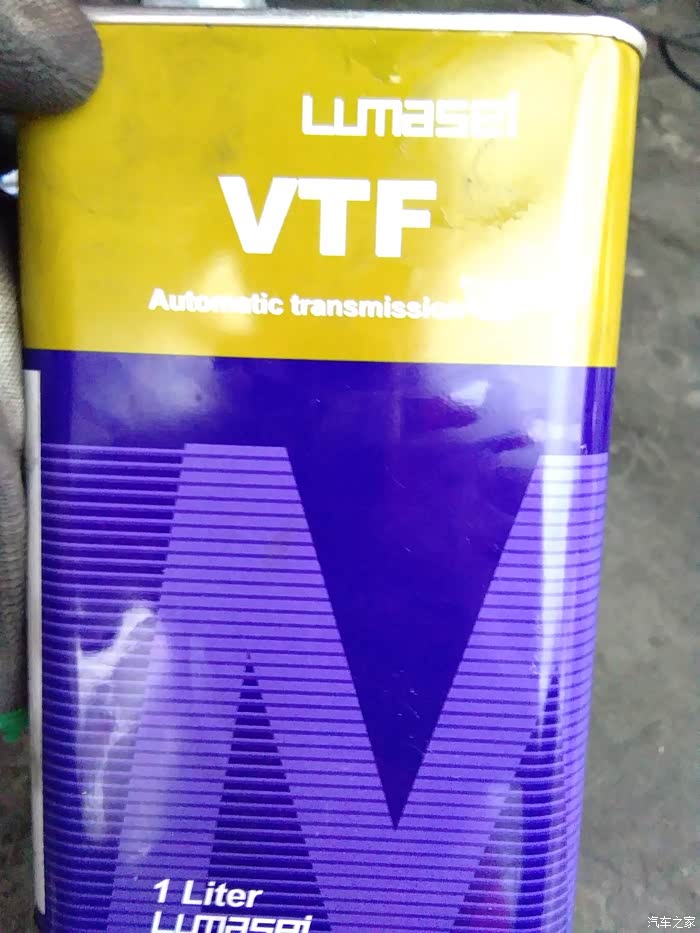 Lumasei
VTF
Automatic transmission
1 Liter
Lumasei
汽车之家